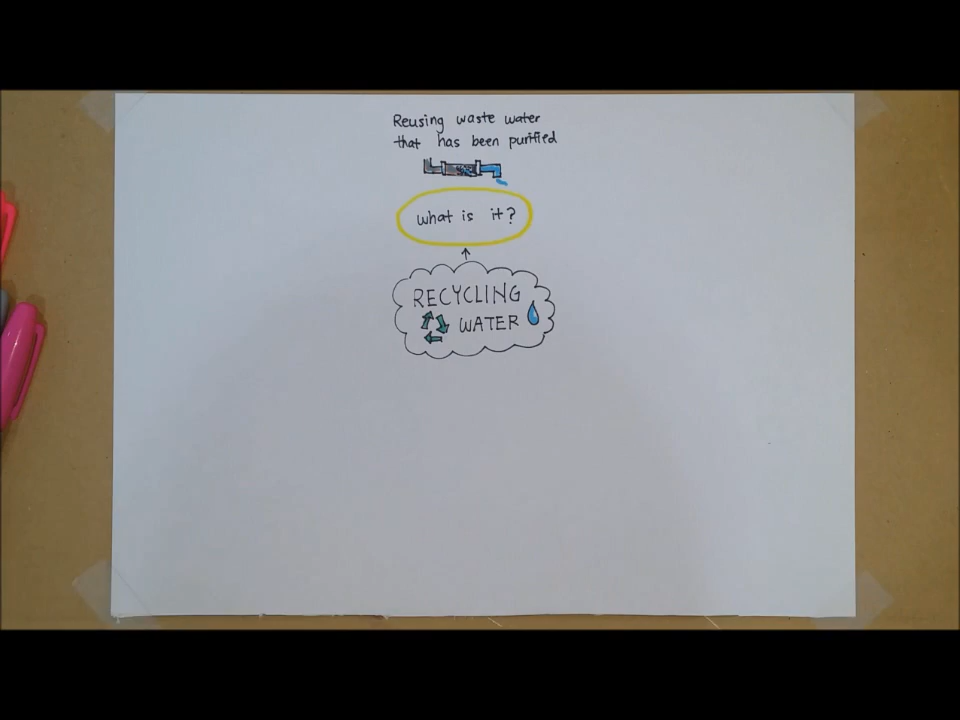 Reusing waste water
that has been purified
what is it?
RECYCLING
WATER